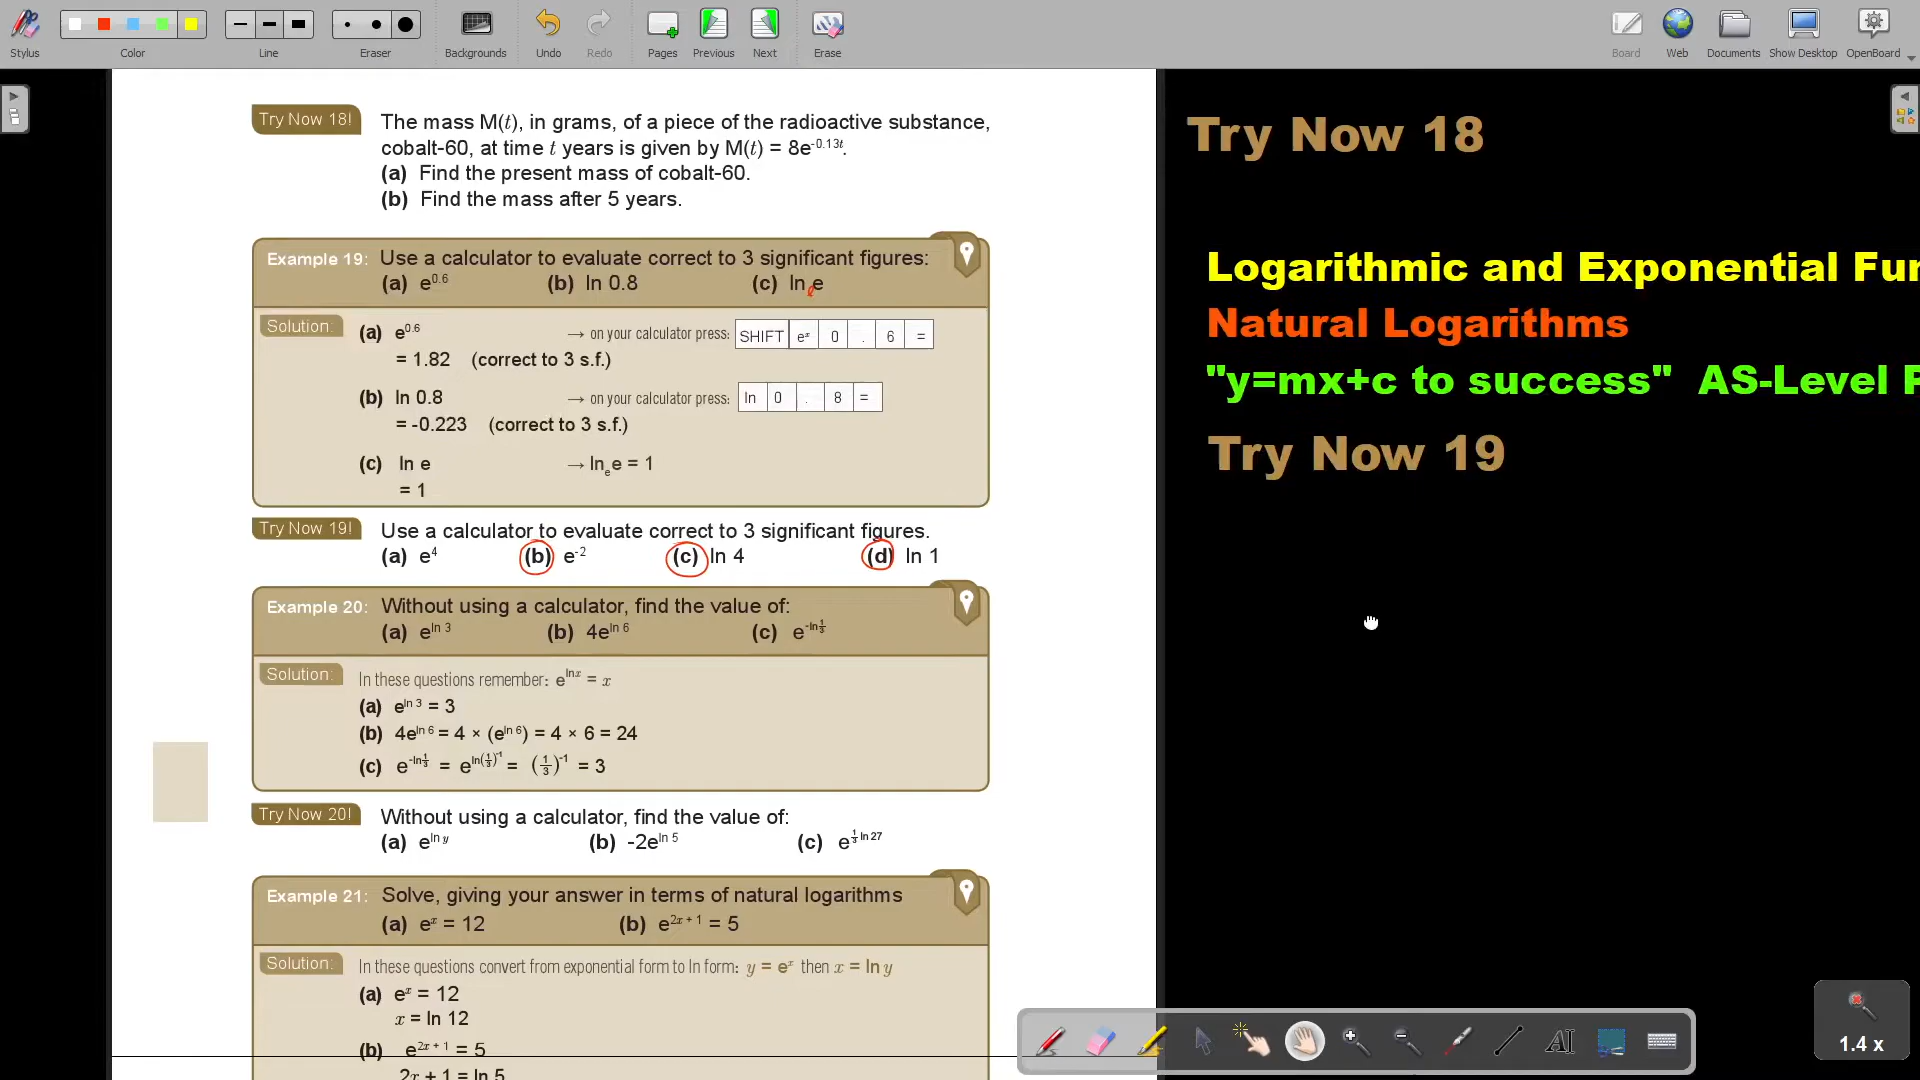 Stylus
Color
Line
Eraser
Backgrounds
Undo
Redo
Pages
Previous
Next
Erase
Board
Web
Documents
Show Desktop
OpenBoard
Try Now 18!
The mass M(t), in grams, of a piece of the radioactive substance,
cobalt-60, at time t years is given by M(t) = 8e^-0.13t.
(a) Find the present mass of cobalt-60.
(b) Find the mass after 5 years.
Example 19: Use a calculator to evaluate correct to 3 significant figures:
(a) e^0.6 (b) ln 0.8 (c) ln e e
Solution: (a) e^0.6 → on your calculator press: SHIFT e^x 0 . 6 =
= 1.82 (correct to 3 s.f.)
(b) ln 0.8 → on your calculator press: ln 0 . 8 =
= -0.223 (correct to 3 s.f.)
(c) ln e → ln_e e = 1
= 1
Try Now 19! Use a calculator to evaluate correct to 3 significant figures.
(a) e^4 (b) e^-2 (c) ln 4 (d) ln 1
Example 20: Without using a calculator, find the value of:
(a) e^ln 3 (b) 4e^ln 6 (c) e^-ln 1/3
Solution: In these questions remember: e^lnx = x
(a) e^ln 3 = 3
(b) 4e^ln 6 = 4 × (e^ln 6) = 4 × 6 = 24
(c) e^-ln 1/3 = e^ln(1/3)^-1 = (1/3)^-1 = 3
Try Now 20! Without using a calculator, find the value of:
(a) e^ln y (b) -2e^ln 5 (c) e^1/3 ln 27
Example 21: Solve, giving your answer in terms of natural logarithms
(a) e^x = 12 (b) e^2x + 1 = 5
Solution: In these questions convert from exponential form to ln form: y = e^x then x = ln y
(a) e^x = 12
x = ln 12
(b) e^2x + 1 = 5
2x + 1 = ln 5
Try Now 18
Logarithmic and Exponential Fun
Natural Logarithms
"y=mx+c to success" AS-Level P
Try Now 19
1.4 x